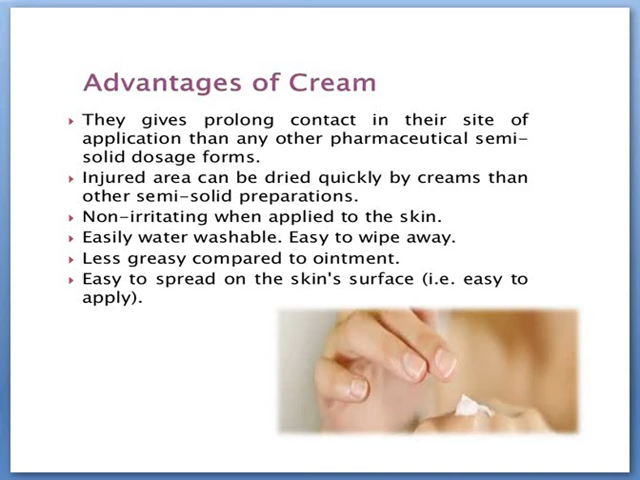 Advantages of Cream
They gives prolong contact in their site of
application than any other pharmaceutical semi-
solid dosage forms.
Injured area can be dried quickly by creams than
other semi-solid preparations.
Non-irritating when applied to the skin.
Easily water washable. Easy to wipe away.
Less greasy compared to ointment.
Easy to spread on the skin's surface (i.e. easy to
apply).